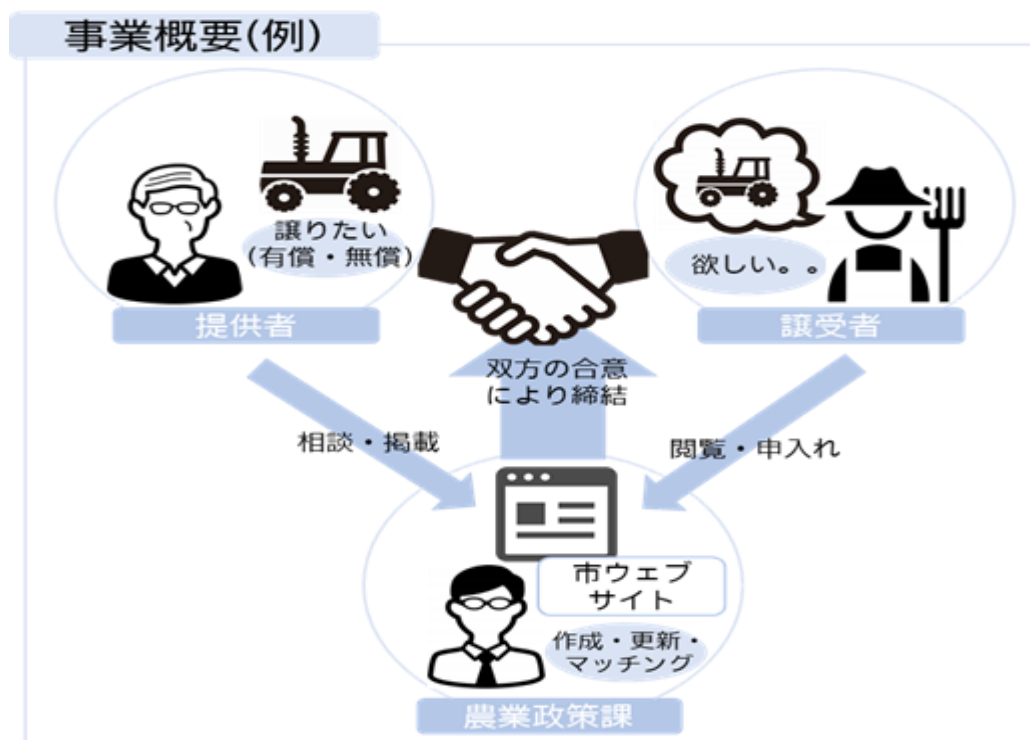 事業概要(例)
譲りたい
(有償・無償)
欲しい。。
提供者
譲受者
双方の合意
により締結
相談・掲載
閲覧・申入れ
市ウェブ
サイト
作成・更新・
マッチング
農業政策課